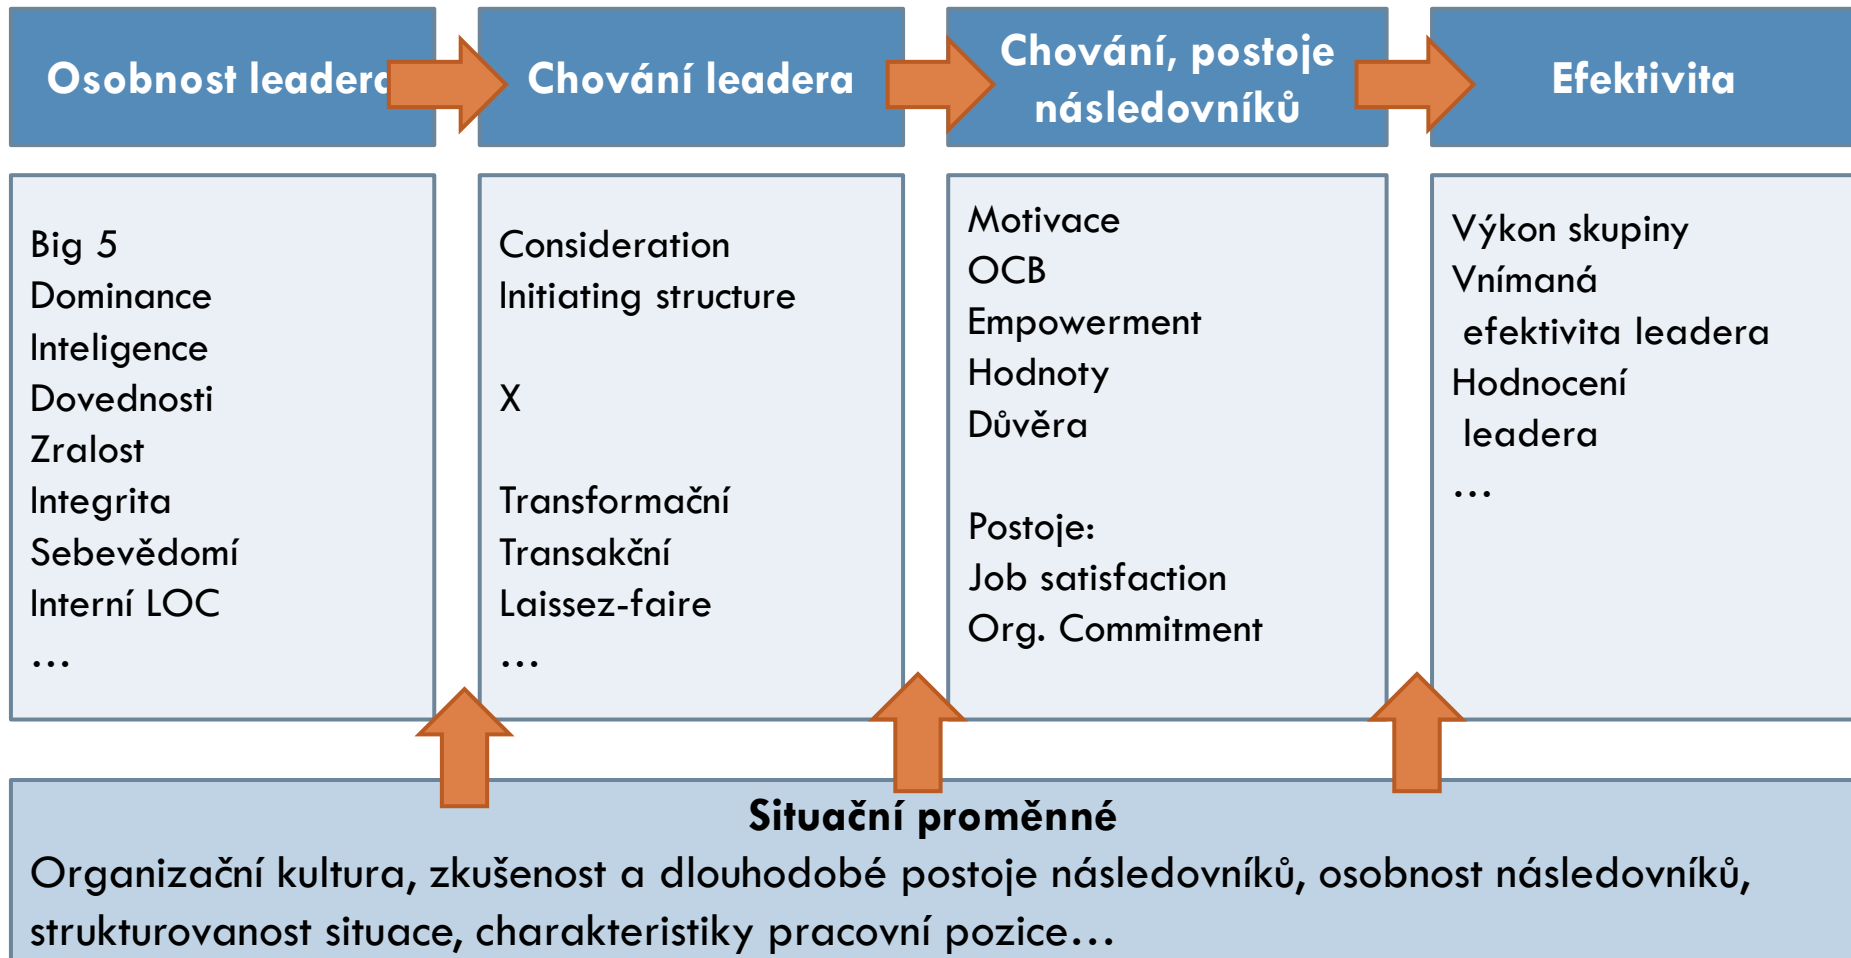 Osobnost leadera
Chování leadera
Chování, postoje
následovníků
Efektivita
Big 5
Dominance
Inteligence
Dovednosti
Zralost
Integrita
Sebevědomí
Interní LOC
…
Consideration
Initiating structure
X
Transformační
Transakční
Laissez-faire
…
Motivace
OCB
Empowerment
Hodnoty
Důvěra
Postoje:
Job satisfaction
Org. Commitment
Výkon skupiny
Vnímaná
efektivita leadera
Hodnocení
leadera
…
Situační proměnné
Organizační kultura, zkušenost a dlouhodobé postoje následovníků, osobnost následovníků,
strukturovanost situace, charakteristiky pracovní pozice…